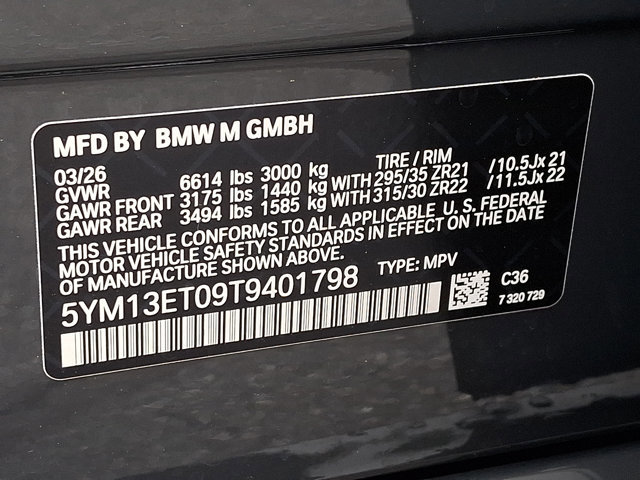 MFD BY BMW M GMBH
03/26 TIRE / RIM
GVWR 6614 lbs 3000 kg
GAWR FRONT 3175 lbs 1440 kg WITH 295/35 ZR21 /10.5Jx 21
GAWR REAR 3494 lbs 1585 kg WITH 315/30 ZR22 /11.5Jx 22
THIS VEHICLE CONFORMS TO ALL APPLICABLE U. S. FEDERAL
MOTOR VEHICLE SAFETY STANDARDS IN EFFECT ON THE DATE
OF MANUFACTURE SHOWN ABOVE.
5YM13ET09T9401798 TYPE: MPV C36
7 320 729